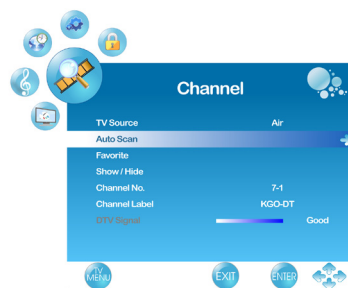 Channel
TV Source Air
Auto Scan
Favorite
Show / Hide
Channel No. 7-1
Channel Label KGO-DT
DTV Signal Good
TV
MENU EXIT ENTER